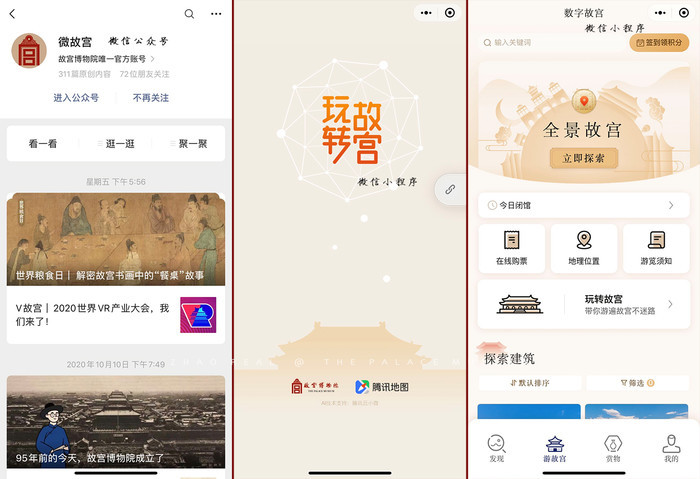 微故宫
微信公众号
故宫博物院唯一官方账号
311篇原创内容 72位朋友关注
进入公众号 不再关注
看一看 逛一逛 聚一聚
星期五 下午5:56
世界粮食日｜解密故宫书画中的“餐桌”故事
V故宫｜2020世界VR产业大会，我
们来了！
2020年10月10日 下午7:49
95年前的今天，故宫博物院成立了
玩转故宫
微信小程序
故宫博物院
腾讯地图
数字故宫
微信小程序
输入关键词
签到领积分
全景故宫
立即探索
今日闭馆
在线购票 地理位置 游览须知
玩转故宫
带你游遍故宫不迷路
探索建筑
默认排序 筛选 0
发现 游故宫 赏物 我的